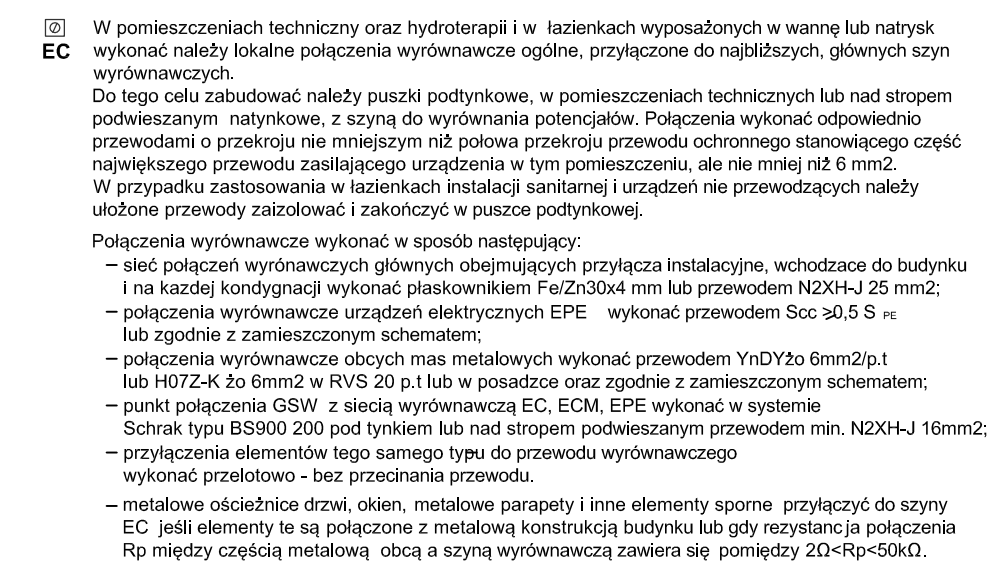 W pomieszczeniach techniczny oraz hydroterapii i w łazienkach wyposażonych w wannę lub natrysk
EC wykonać należy lokalne połączenia wyrównawcze ogólne, przyłączone do najbliższych, głównych szyn
wyrównawczych.
Do tego celu zabudować należy puszki podtynkowe, w pomieszczeniach technicznych lub nad stropem
podwieszanym natynkowe, z szyną do wyrównania potencjałów. Połączenia wykonać odpowiednio
przewodami o przekroju nie mniejszym niż połowa przekroju przewodu ochronnego stanowiącego część
największego przewodu zasilającego urządzenia w tym pomieszczeniu, ale nie mniej niż 6 mm2.
W przypadku zastosowania w łazienkach instalacji sanitarnej i urządzeń nie przewodzących należy
ułożone przewody zaizolować i zakończyć w puszce podtynkowej.
Połączenia wyrównawcze wykonać w sposób następujący:
– sieć połączeń wyrónawczych głównych obejmujących przyłącza instalacyjne, wchodzace do budynku
i na kazdej kondygnacji wykonać płaskownikiem Fe/Zn30x4 mm lub przewodem N2XH-J 25 mm2;
– połączenia wyrównawcze urządzeń elektrycznych EPE wykonać przewodem Scc ≥0,5 S PE
lub zgodnie z zamieszczonym schematem;
– połączenia wyrównawcze obcych mas metalowych wykonać przewodem YnDYżo 6mm2/p.t
lub H07Z-K żo 6mm2 w RVS 20 p.t lub w posadzce oraz zgodnie z zamieszczonym schematem;
– punkt połączenia GSW z siecią wyrównawczą EC, ECM, EPE wykonać w systemie
Schrak typu BS900 200 pod tynkiem lub nad stropem podwieszanym przewodem min. N2XH-J 16mm2;
– przyłączenia elementów tego samego typu do przewodu wyrównawczego
wykonać przelotowo - bez przecinania przewodu.
– metalowe ościeżnice drzwi, okien, metalowe parapety i inne elementy sporne przyłączyć do szyny
EC jeśli elementy te są połączone z metalową konstrukcją budynku lub gdy rezystancja połączenia
Rp między częścią metalową obcą a szyną wyrównawczą zawiera się pomiędzy 2Ω<Rp<50kΩ.